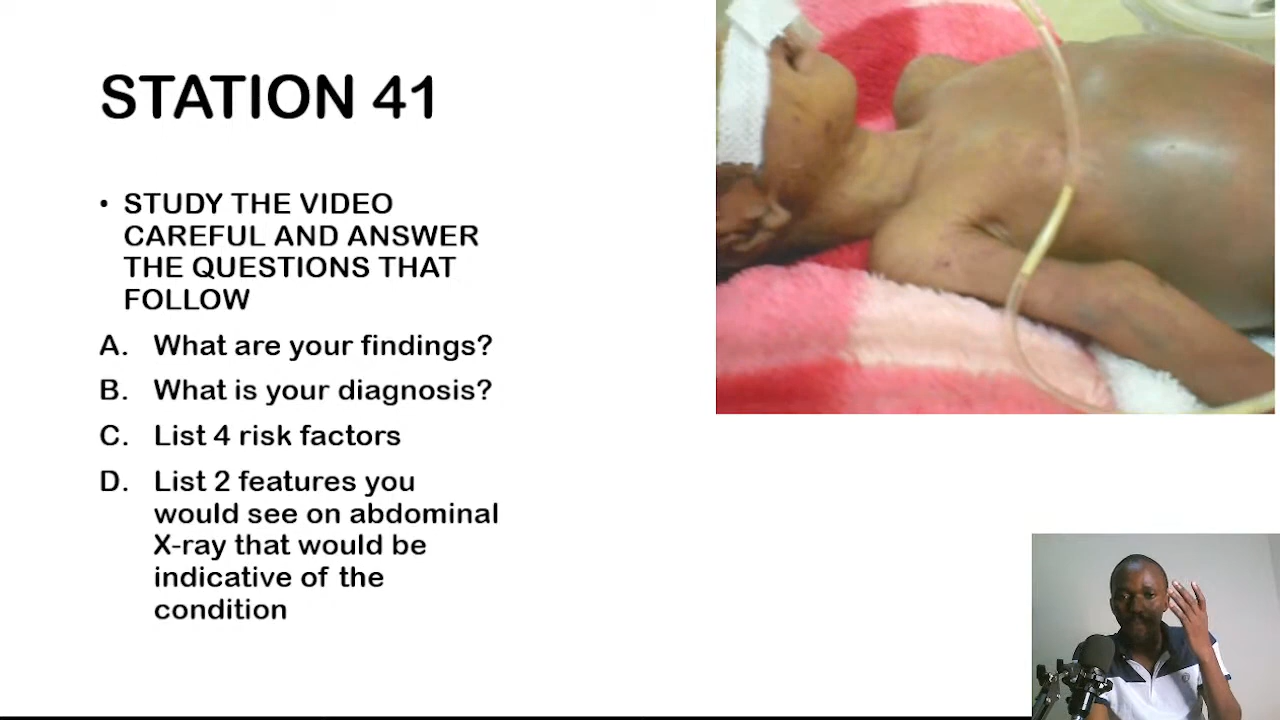 STATION 41
• STUDY THE VIDEO
CAREFUL AND ANSWER
THE QUESTIONS THAT
FOLLOW
A. What are your findings?
B. What is your diagnosis?
C. List 4 risk factors
D. List 2 features you
would see on abdominal
X-ray that would be
indicative of the
condition